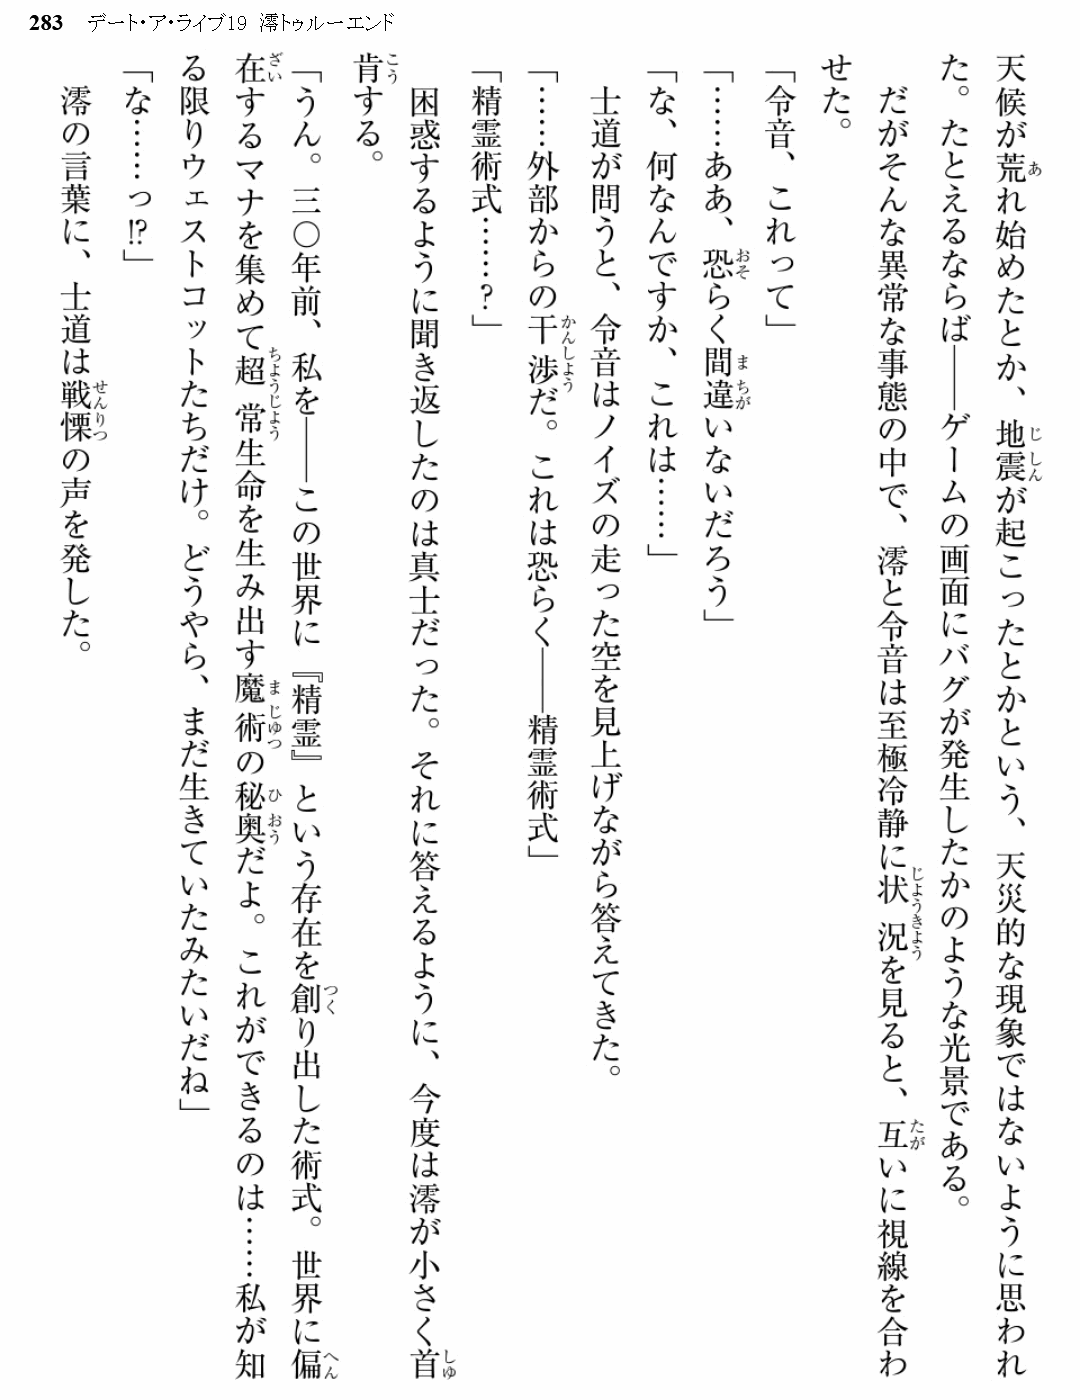 283 デート・ア・ライブ19 澪トゥルーエンド
天候が荒れ始めたとか、地震が起こったとかという、天災的な現象ではないように思われ
た。たとえるならば――ゲームの画面にバグが発生したかのような光景である。
だがそんな異常な事態の中で、澪と令音は至極冷静に状況を見ると、互いに視線を合わ
せた。
「令音、これって」
「……ああ、恐らく間違いないだろう」
「な、何なんですか、これは……」
士道が問うと、令音はノイズの走った空を見上げながら答えてきた。
「……外部からの干渉だ。これは恐らく――精霊術式」
「精霊術式……？」
困惑するように聞き返したのは真士だった。それに答えるように、今度は澪が小さく首
肯する。
「うん。三〇年前、私を――この世界に『精霊』という存在を創り出した術式。世界に偏
在するマナを集めて超常生命を生み出す魔術の秘奥だよ。これができるのは……私が知
る限りウェストコットたちだけ。どうやら、まだ生きていたみたいだね」
「な……っ!?」
澪の言葉に、士道は戦慄の声を発した。